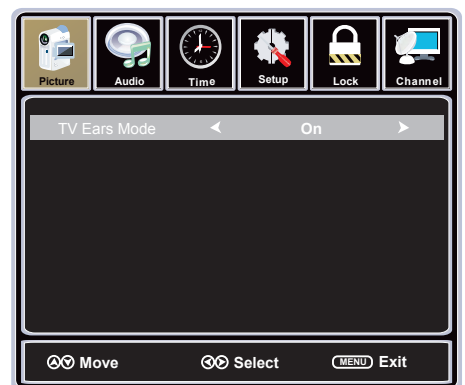 Picture Audio Time Setup Lock Channel
TV Ears Mode On
Move Select MENU Exit